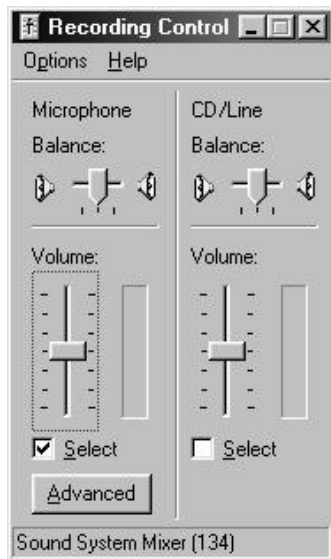 Recording Control
Options Help
Microphone CD/Line
Balance: Balance:
Volume: Volume:
Select Select
Advanced
Sound System Mixer (134)